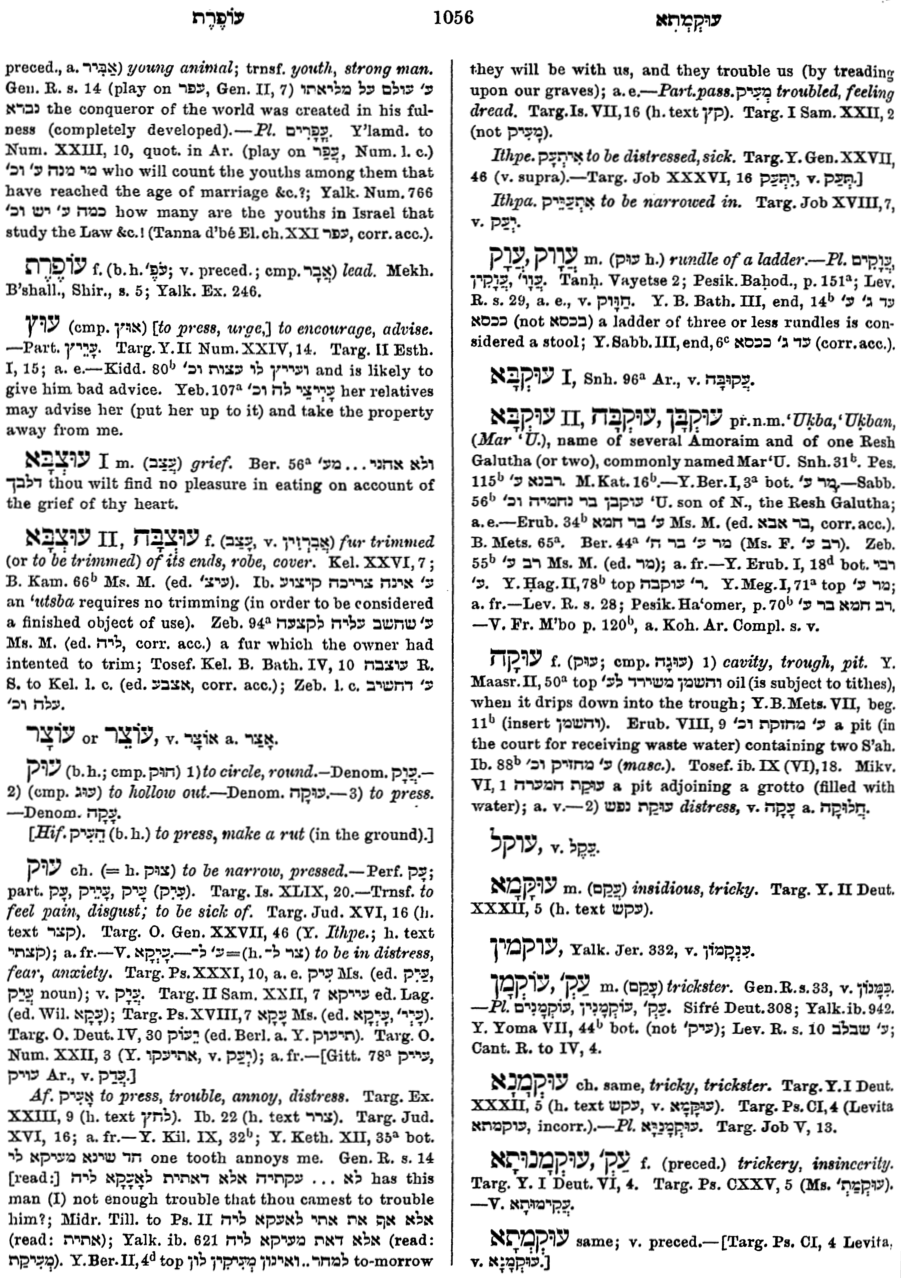 עוֹפֶרֶת 1056 עוּקְמְתִא
preced., a. אַבִּיר) young animal; trnsf. youth, strong man.
Gen. R. s. 14 (play on עפר, Gen. II, 7) ע׳ עולם על מליאתו
נברא the conqueror of the world was created in his ful-
ness (completely developed).—Pl. עֳפָרִים. Y'lamd. to
Num. XXIII, 10, quot. in Ar. (play on עֲפַר, Num. l. c.)
מי מנה ע׳ וכ׳ who will count the youths among them that
have reached the age of marriage &c.?; Yalk. Num. 766
כמה ע׳ יש וכ׳ how many are the youths in Israel that
study the Law &c.! (Tanna d'bé El. ch. XXI עפר, corr. acc.).
עוֹפֶרֶת f. (b. h. עֹפֶ׳; v. preced.; cmp. אֲבָר) lead. Mekh.
B'shall., Shir., s. 5; Yalk. Ex. 246.
עוּץ (cmp. אוּץ) [to press, urge,] to encourage, advise.
—Part. עָיֵיץ. Targ. Y. II Num. XXIV, 14. Targ. II Esth.
I, 15; a. e.—Kidd. 80b ועייץ לו עצות וכ׳ and is likely to
give him bad advice. Yeb. 107a עָיְיצֵי לה וכ׳ her relatives
may advise her (put her up to it) and take the property
away from me.
עוּצְבָּא I m. (עֲצַב) grief. Ber. 56a ולא אהני ... מע׳
דלבך thou wilt find no pleasure in eating on account of
the grief of thy heart.
עוּצְבָּא II, עוּצְבָּה f. (עֲצַב, v. אֲבְרְזִין) fur trimmed
(or to be trimmed) of its ends, robe, cover. Kel. XXVI, 7;
B. Kam. 66b Ms. M. (ed. עיצ׳). Ib. ע׳ אינה צריכה קיצוע
an 'utsba requires no trimming (in order to be considered
a finished object of use). Zeb. 94a ע׳ שחשב עליה לקצעה
Ms. M. (ed. ליה, corr. acc.) a fur which the owner had
intended to trim; Tosef. Kel. B. Bath. IV, 10 עוצבה R.
S. to Kel. l. c. (ed. אצבע, corr. acc.); Zeb. l. c. ע׳ דחשיב
עלה וכ׳.
עוֹצֵר or עוֹצָר, v. אוֹצָר a. אָצַר.
עוּק (b. h.; cmp. חוּק) 1) to circle, round.—Denom. עֻוָק.—
2) (cmp. עוּג) to hollow out.—Denom. עוּקָה.—3) to press.
—Denom. עָקָה.
[Hif. הֵעִיק (b. h.) to press, make a rut (in the ground).]
עוּק ch. (= h. צוּק) to be narrow, pressed.—Perf. עָק;
part. עָיֵיק, עָק, עָיִק (עָיִק). Targ. Is. XLIX, 20.—Trnsf. to
feel pain, disgust; to be sick of. Targ. Jud. XVI, 16 (h.
text קצר). Targ. O. Gen. XXVII, 46 (Y. Ithpe.; h. text
קצתי); a. fr.—V. עָיְקָא.—ע׳ ל־ (h. צר ל־)= to be in distress,
fear, anxiety. Targ. Ps. XXXI, 10, a. e. עִיק Ms. (ed. עַיִק,
עֲיָק noun); v. עֲיָק. Targ. II Sam. XXII, 7 עייקא ed. Lag.
(ed. Wil. עָקָא); Targ. Ps. XVIII, 7 עָקָא Ms. (ed. עָיְקָא, עֲיֵי׳).
Targ. O. Deut. IV, 30 יְעוֹק (ed. Berl. a. Y. תיעוק). Targ. O.
Num. XXII, 3 (Y. אתיעקו, v. יְעַק); a. fr.—[Gitt. 78a עייק,
עויק Ar., v. עֲדַק.]
Af. אָעִיק to press, trouble, annoy, distress. Targ. Ex.
XXIII, 9 (h. text לחץ). Ib. 22 (h. text צרר). Targ. Jud.
XVI, 16; a. fr.—Y. Kil. IX, 32b; Y. Keth. XII, 35a bot.
חד שינא מעיקא לי one tooth annoys me. Gen. R. s. 14
[read:] לא ... עקתיה אלא דאתית לְאָעָקָא ליה has this
man (I) not enough trouble that thou camest to trouble
him?; Midr. Till. to Ps. II אלא אף את אתי לאעקא ליה
(read: אתית); Yalk. ib. 621 אלא דאת מעיקא ליה (read:
מְעִיקַת). Y. Ber. II, 4d top למחר..ואינון מְעִיקִין לון to-morrow
they will be with us, and they trouble us (by treading
upon our graves); a. e.—Part. pass. מְעִיק troubled, feeling
dread. Targ. Is. VII, 16 (h. text קץ). Targ. I Sam. XXII, 2
(not מָעִיק).
Ithpe. אִיתְּעֵק to be distressed, sick. Targ. Y. Gen. XXVII,
46 (v. supra).—Targ. Job XXXVI, 16 יִתְּעַק, v. תְּעַק.]
Ithpa. אִתְעַיֵּיק to be narrowed in. Targ. Job XVIII, 7,
v. יְעַק.
עֻוָוק, עֻוָק m. (עוּק h.) rundle of a ladder.—Pl. עֻוָקִים,
עֻוָקִין, עֲוָו׳. Tanḥ. Vayetse 2; Pesik. Baḥod., p. 151a; Lev.
R. s. 29, a. e., v. חִוּוּק. Y. B. Bath. III, end, 14b עד ג׳ ע׳
ככסא (not בכסא) a ladder of three or less rundles is con-
sidered a stool; Y. Sabb. III, end, 6c עד ג׳ ככסא (corr. acc.).
עוּקְבָּא I, Snh. 96a Ar., v. עֲקוּבָּה.
עוּקְבָּא II, עוּקְבָּה, עוּקְבָּן pr. n. m. 'Ukba, 'Ukban,
(Mar 'U.), name of several Amoraim and of one Resh
Galutha (or two), commonly named Mar 'U. Snh. 31b. Pes.
115b רבנא ע׳. M. Kat. 16b.—Y. Ber. I, 3a bot. מָר ע׳.—Sabb.
56b עוקבן בר נחמיה וכ׳ 'U. son of N., the Resh Galutha;
a. e.—Erub. 34b ע׳ בר חמא Ms. M. (ed. בר אבא, corr. acc.).
B. Mets. 65a. Ber. 44a מר ע׳ בר ח׳ (Ms. F. רב ע׳). Zeb.
55b רב ע׳ Ms. M. (ed. מר); a. fr.—Y. Erub. I, 18d bot. רבי
ע׳. Y. Ḥag. II, 78b top ר׳ עוקבה. Y. Meg. I, 71a top מר ע׳;
a. fr.—Lev. R. s. 28; Pesik. Ha'omer, p. 70b רב חמא בר ע׳.
—V. Fr. M'bo p. 120b, a. Koh. Ar. Compl. s. v.
עוּקָה f. (עוּק; cmp. עוּגָה) 1) cavity, trough, pit. Y.
Maasr. II, 50a top והשמן משירד לע׳ oil (is subject to tithes),
when it drips down into the trough; Y. B. Mets. VII, beg.
11b (insert והשמן). Erub. VIII, 9 ע׳ מחזקת וכ׳ a pit (in
the court for receiving waste water) containing two S'ah.
Ib. 88b ע׳ מחזיק וכ׳ (masc.). Tosef. ib. IX (VI), 18. Mikv.
VI, 1 עוּקַת המערה a pit adjoining a grotto (filled with
water); a. v.—2) עוּקַת נפש distress, v. עָקָה a. חֲלוּקָה.
עוקל, v. עֵקֶל.
עוּקְמָא m. (עֲקַם) insidious, tricky. Targ. Y. II Deut.
XXXII, 5 (h. text עקש).
עוקמין, Yalk. Jer. 332, v. עִנְקְמוֹן.
עוֹקְמָן, עַק׳ m. (עָקַם) trickster. Gen. R. s. 33, v. כַּמָּנוֹן.
—Pl. עוֹקְמָנִים, עוֹקְמָנִין, עַק׳. Sifré Deut. 308; Yalk. ib. 942.
Y. Yoma VII, 44b bot. (not עיק׳); Lev. R. s. 10 ע׳ שבלב;
Cant. R. to IV, 4.
עוּקְמָנָא ch. same, tricky, trickster. Targ. Y. I Deut.
XXXII, 5 (h. text עקש, v. עוּקְמָא). Targ. Ps. CI, 4 (Levita
עוקמתא, incorr.).—Pl. עוּקְמָנַיָּא. Targ. Job V, 13.
עוּקְמָנוּתָא, עַק׳ f. (preced.) trickery, insincerity.
Targ. Y. I Deut. VI, 4. Targ. Ps. CXXV, 5 (Ms. עוּקְמַתְ׳).
—V. עֲקִימוּתָא.
עוּקְמְתָא same; v. preced.—[Targ. Ps. CI, 4 Levita,
v. עוּקְמָנָא.]